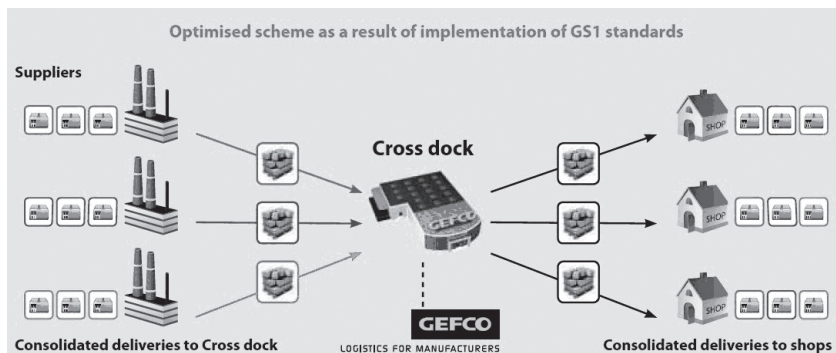 Optimised scheme as a result of implementation of GS1 standards
Suppliers
Cross dock
SHOP
GEFCO
SHOP
SHOP
GEFCO
LOGISTICS FOR MANUFACTURERS
Consolidated deliveries to Cross dock
Consolidated deliveries to shops